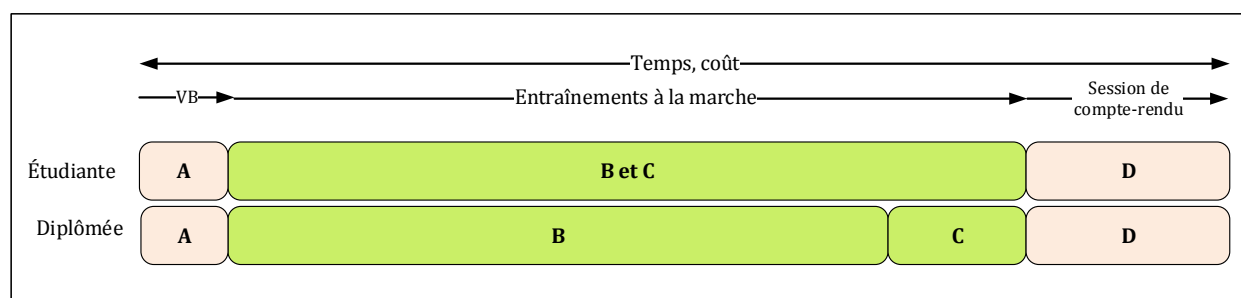 Temps, coût
VB
Entraînements à la marche
Session de
compte-rendu
Étudiante
A
B et C
D
Diplômée
A
B
C
D